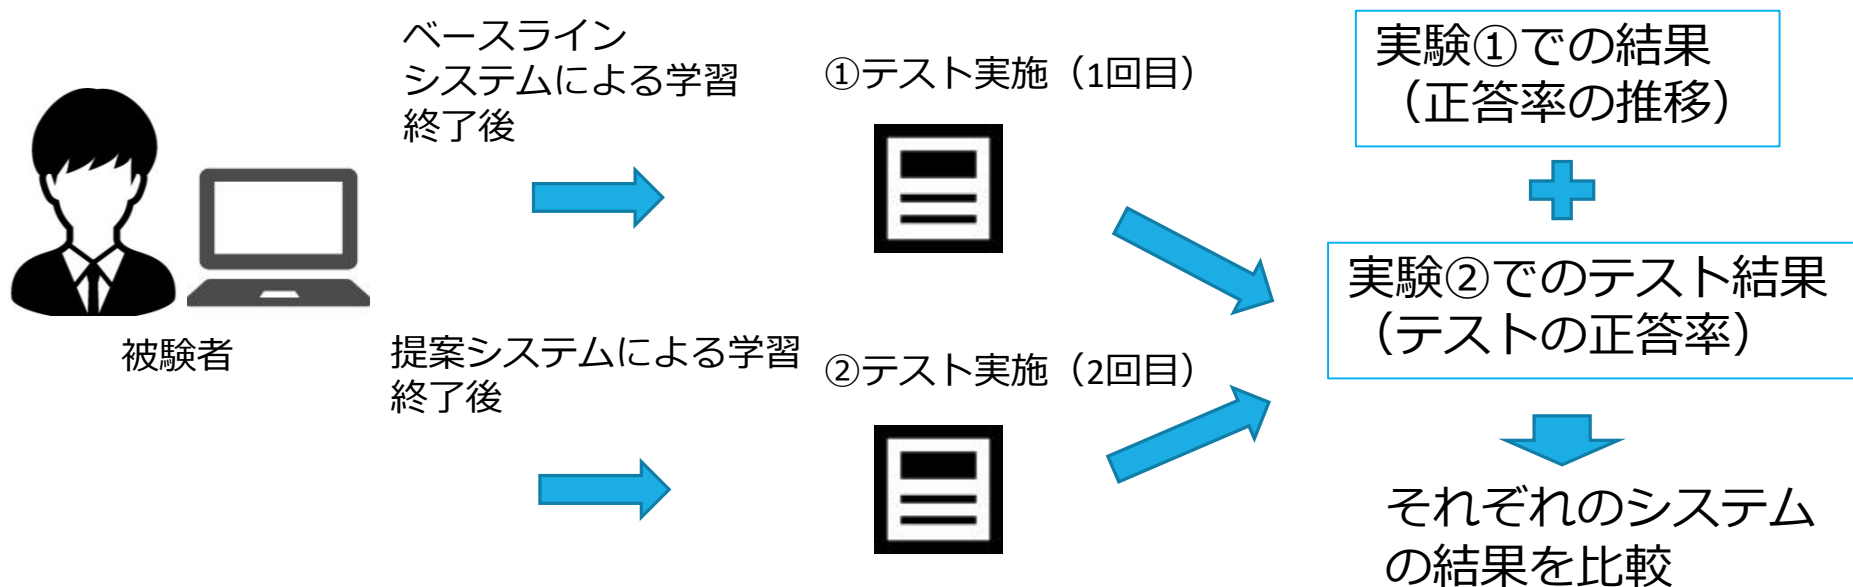 ベースライン
システムによる学習
終了後
①テスト実施（1回目）
実験①での結果
（正答率の推移）
実験②でのテスト結果
（テストの正答率）
被験者
提案システムによる学習
終了後
②テスト実施（2回目）
それぞれのシステム
の結果を比較